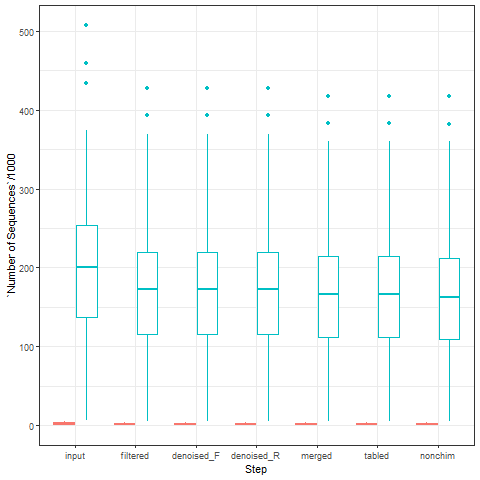 500
400
300
200
100
0
`Number of Sequences`/1000
input filtered denoised_F denoised_R merged tabled nonchim
Step